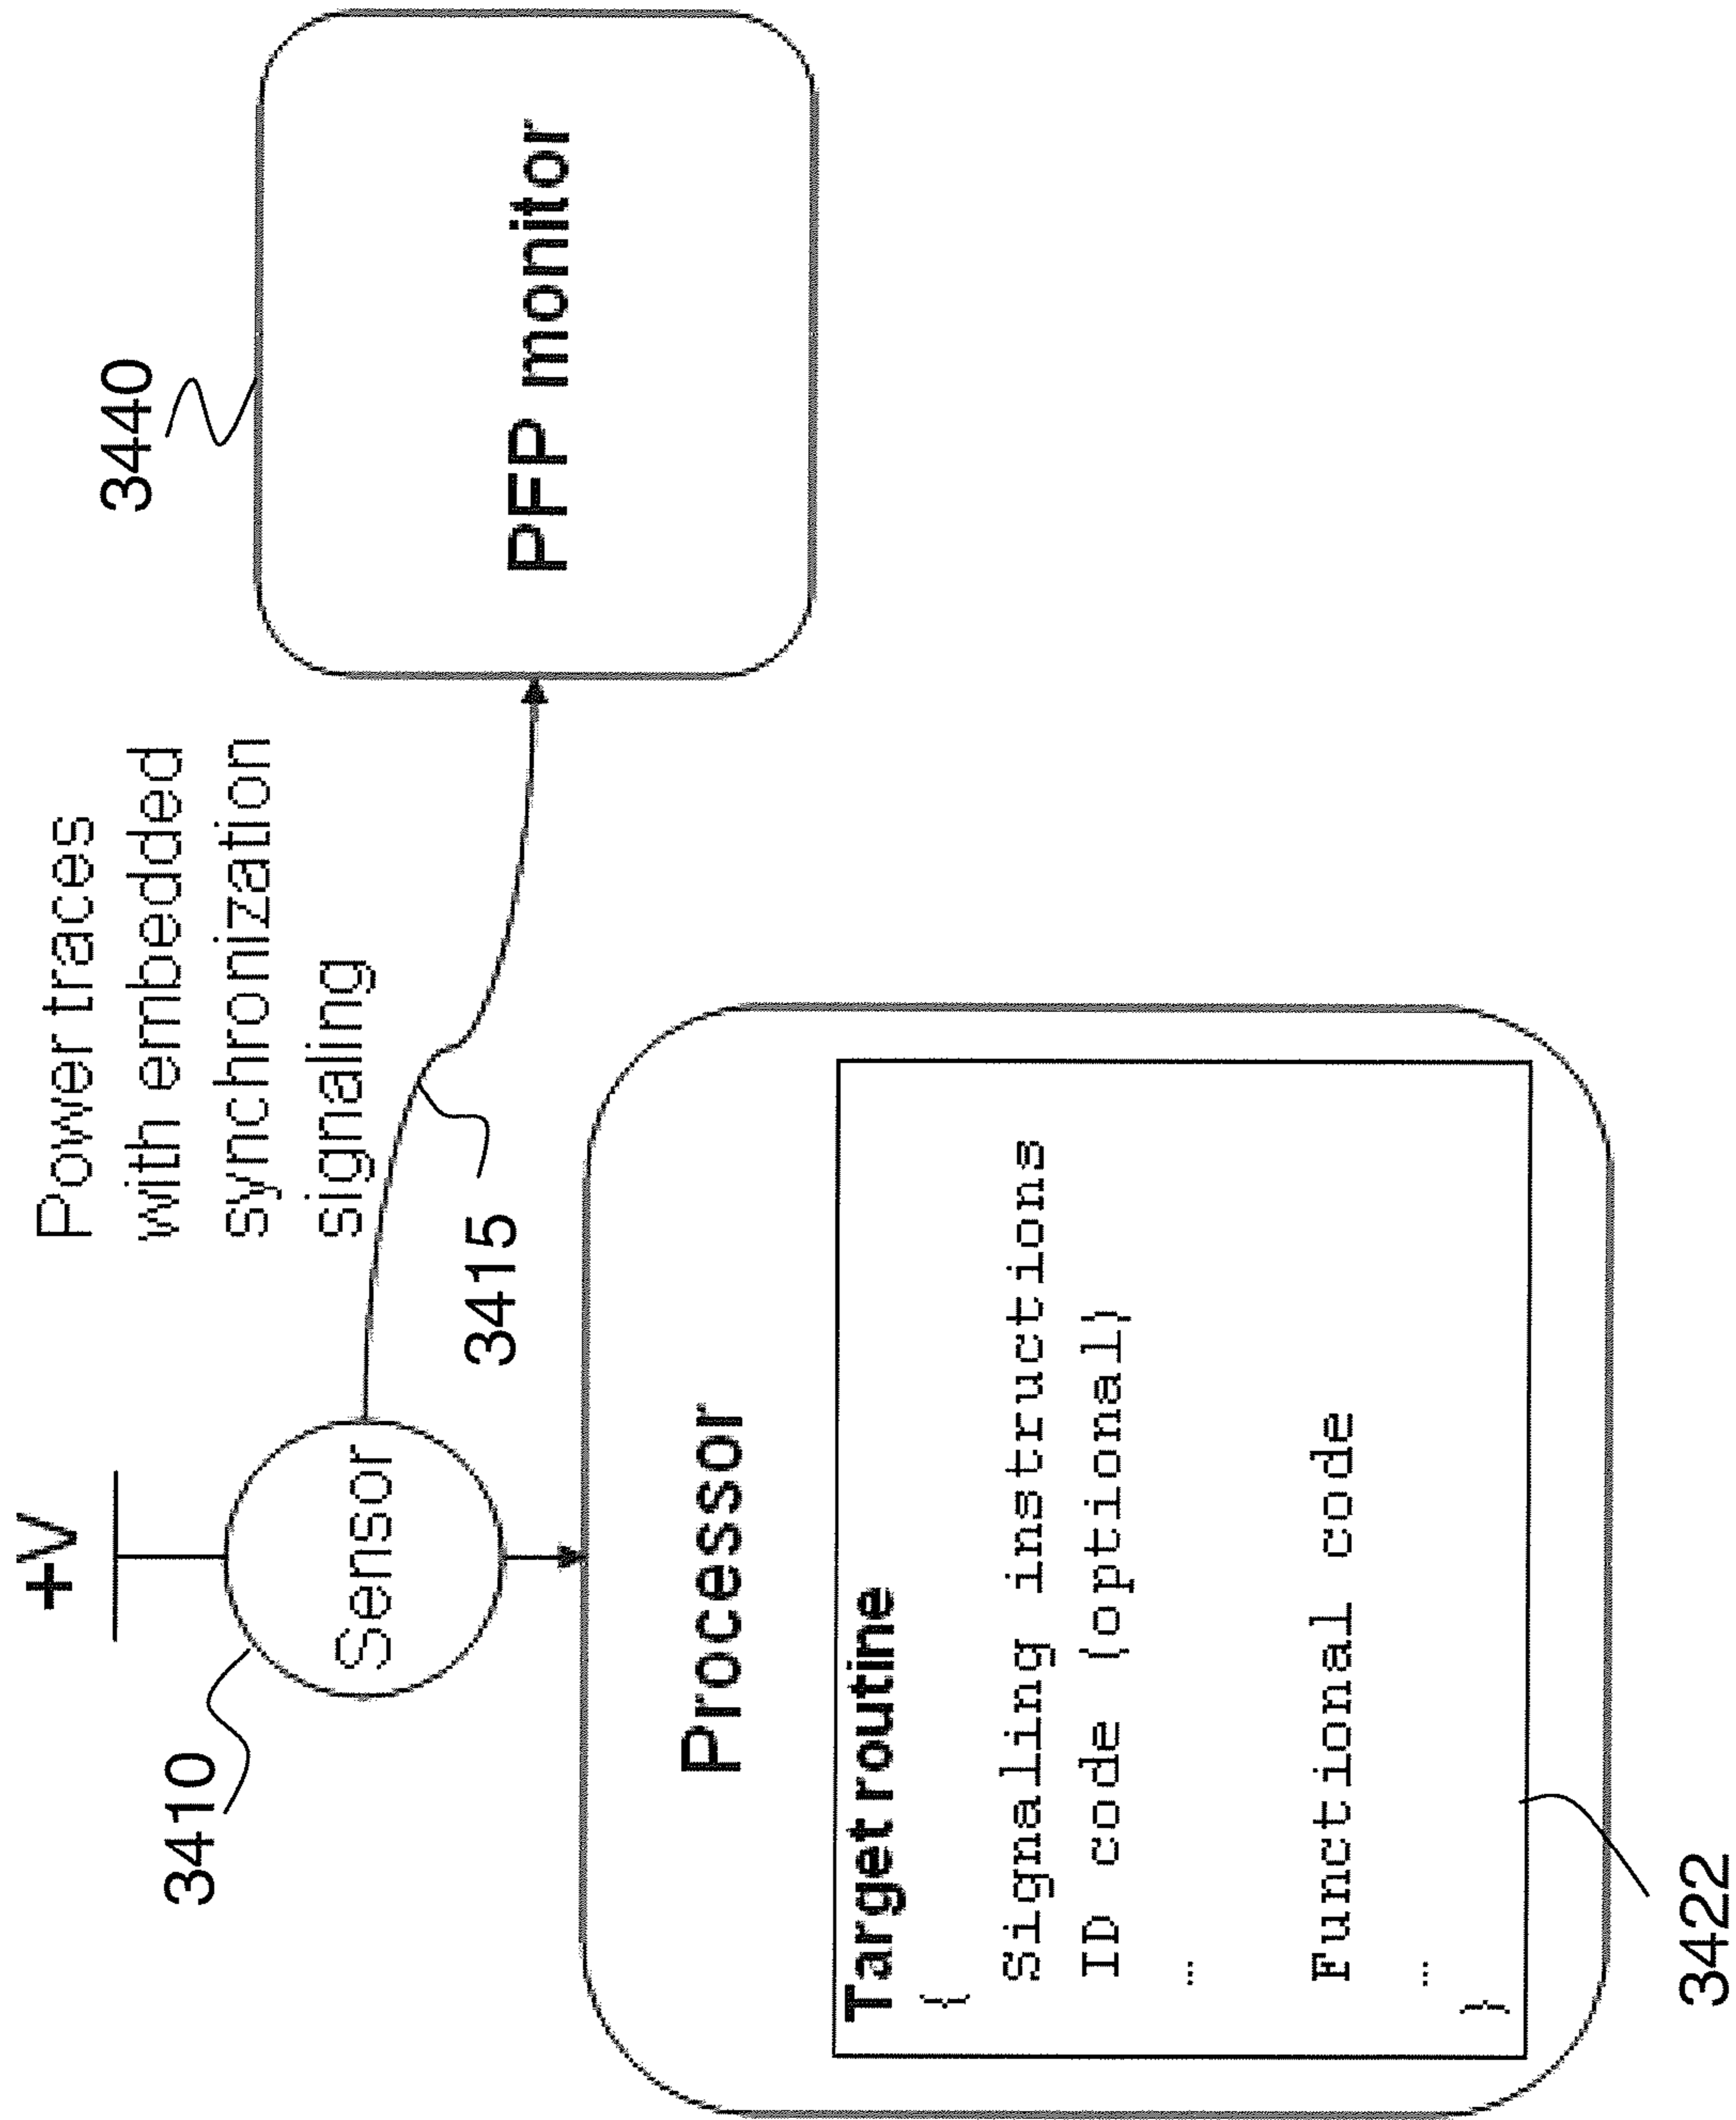 +V
Power traces
with embedded
synchronization
signaling
3410
Sensor
3415
3440
PFP monitor
Processor
Target routine
{
Signaling instructions
ID code (optional)
...
Functional code
...
}
3422